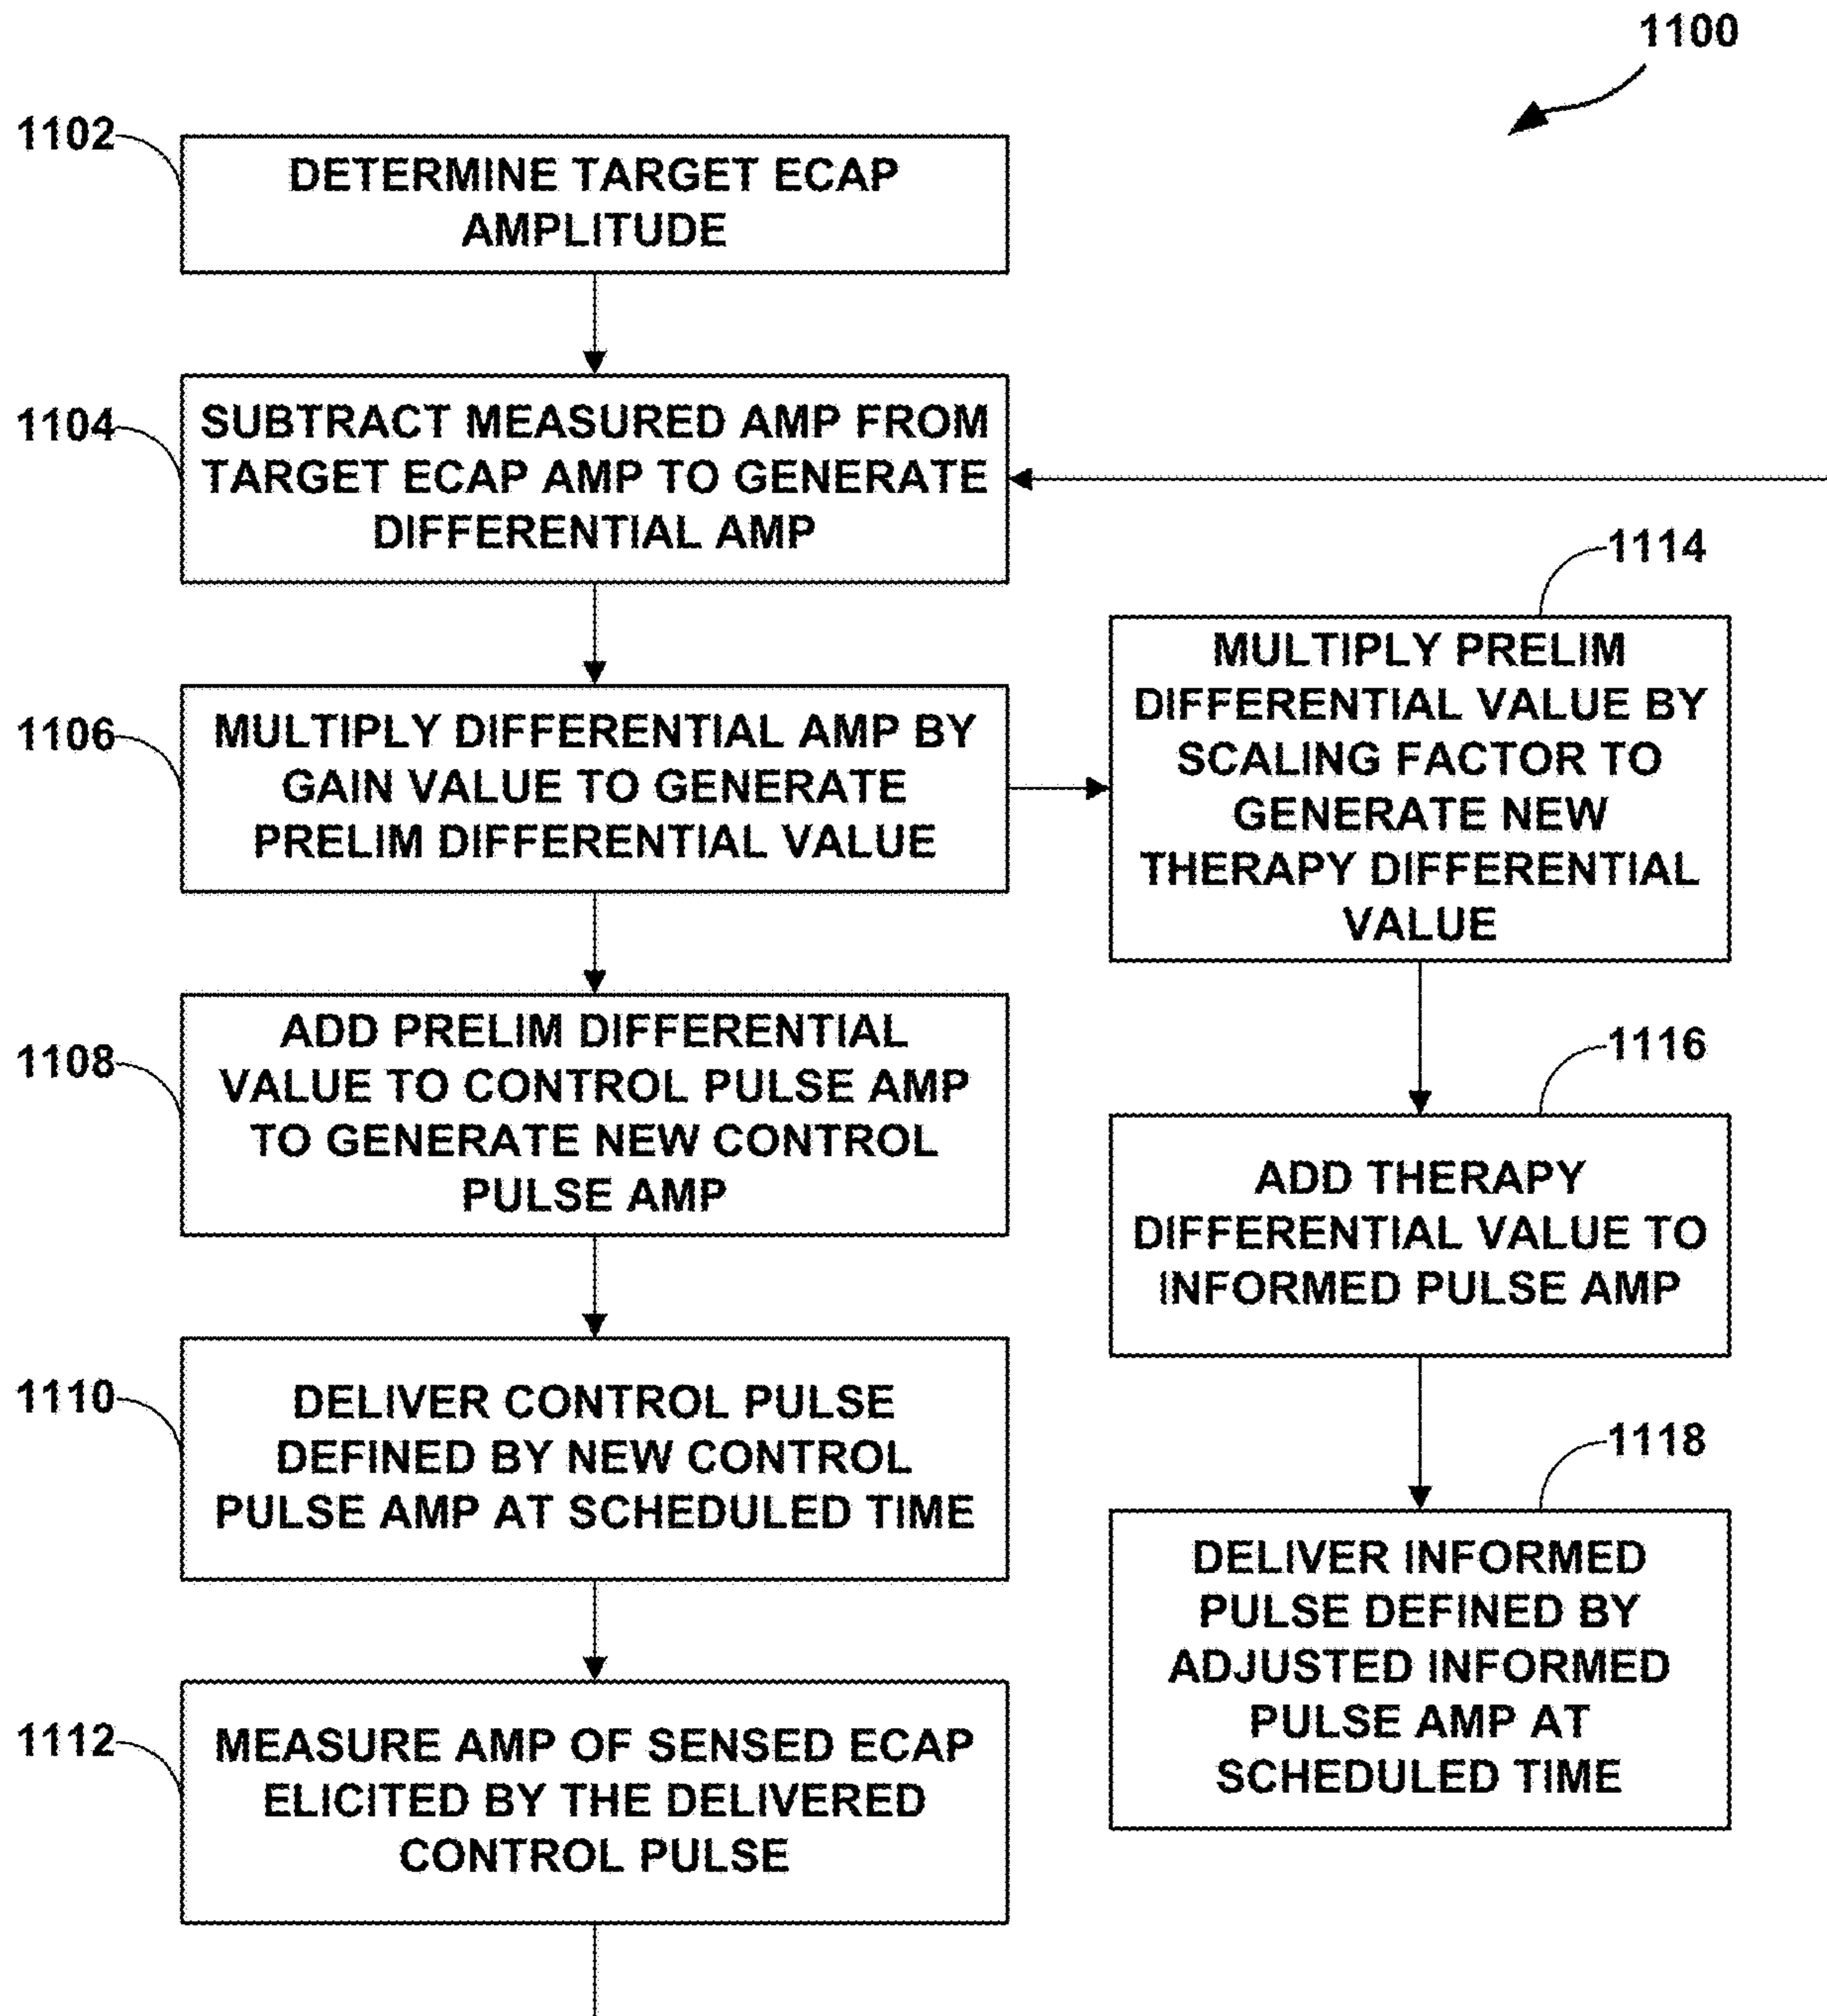 1100
1102
DETERMINE TARGET ECAP
AMPLITUDE
1104
SUBTRACT MEASURED AMP FROM
TARGET ECAP AMP TO GENERATE
DIFFERENTIAL AMP
1106
MULTIPLY DIFFERENTIAL AMP BY
GAIN VALUE TO GENERATE
PRELIM DIFFERENTIAL VALUE
1108
ADD PRELIM DIFFERENTIAL
VALUE TO CONTROL PULSE AMP
TO GENERATE NEW CONTROL
PULSE AMP
1110
DELIVER CONTROL PULSE
DEFINED BY NEW CONTROL
PULSE AMP AT SCHEDULED TIME
1112
MEASURE AMP OF SENSED ECAP
ELICITED BY THE DELIVERED
CONTROL PULSE
1114
MULTIPLY PRELIM
DIFFERENTIAL VALUE BY
SCALING FACTOR TO
GENERATE NEW
THERAPY DIFFERENTIAL
VALUE
1116
ADD THERAPY
DIFFERENTIAL VALUE TO
INFORMED PULSE AMP
1118
DELIVER INFORMED
PULSE DEFINED BY
ADJUSTED INFORMED
PULSE AMP AT
SCHEDULED TIME